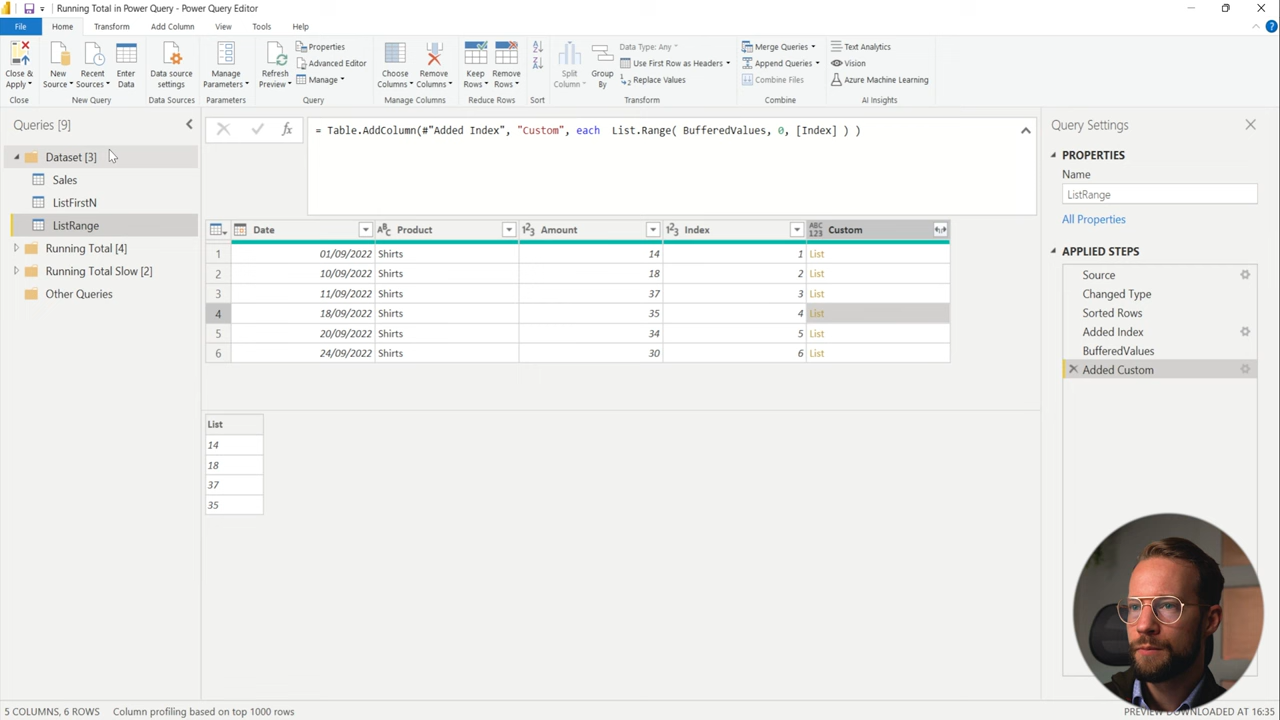 Running Total in Power Query - Power Query Editor
File Home Transform Add Column View Tools Help
Close & Apply
New Source
Recent Sources
Enter Data
Data source settings
Manage Parameters
Refresh Preview
Properties
Advanced Editor
Manage
Choose Columns
Remove Columns
Keep Rows
Remove Rows
Split Column
Group By
Data Type: Any
Use First Row as Headers
Replace Values
Merge Queries
Append Queries
Combine Files
Text Analytics
Vision
Azure Machine Learning
Close New Query Data Sources Parameters Query Manage Columns Reduce Rows Sort Transform Combine AI Insights
Queries [9]
Dataset [3]
Sales
ListFirstN
ListRange
Running Total [4]
Running Total Slow [2]
Other Queries
fx = Table.AddColumn(#"Added Index", "Custom", each List.Range( BufferedValues, 0, [Index] ) )
Date ABC Product 123 Amount 123 Index ABC 123 Custom
1 01/09/2022 Shirts 14 1 List
2 10/09/2022 Shirts 18 2 List
3 11/09/2022 Shirts 37 3 List
4 18/09/2022 Shirts 35 4 List
5 20/09/2022 Shirts 34 5 List
6 24/09/2022 Shirts 30 6 List
List
14
18
37
35
Query Settings
PROPERTIES
Name
ListRange
All Properties
APPLIED STEPS
Source
Changed Type
Sorted Rows
Added Index
BufferedValues
Added Custom
5 COLUMNS, 6 ROWS Column profiling based on top 1000 rows
PREVIEW DOWNLOADED AT 16:35